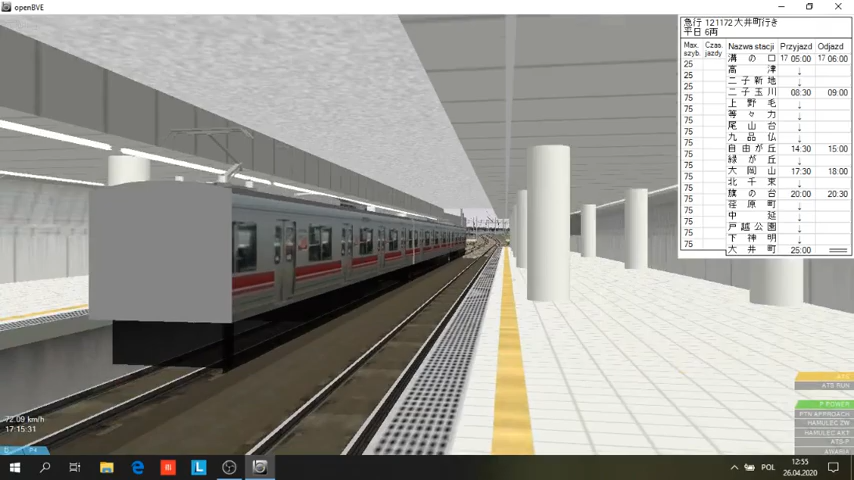 openBVE
急行 121172 大井町行き
平日 6両
Max. szyb. Czas. jazdy Nazwa stacji Przyjazd Odjazd
溝の口 17 05:00 17 06:00
25 高津 ↓
25 二子新地 ↓
25 二子玉川 08:30 09:00
75 上野毛 ↓
75 等々力 ↓
75 尾山台 ↓
75 九品仏 ↓
75 自由が丘 14:30 15:00
75 緑が丘 ↓
75 大岡山 17:30 18:00
75 北千束 ↓
75 旗の台 20:00 20:30
75 荏原町 ↓
75 中延 ↓
75 戸越公園 ↓
75 下神明 ↓
75 大井町 25:00
ATS RUN
P POWER
PTN APPROACH
HAMULEC ZW
HAMULEC AKT
ATS-P
AWARIA
72.09 km/h
17:15:31
P4
POL
12:55
26.04.2020